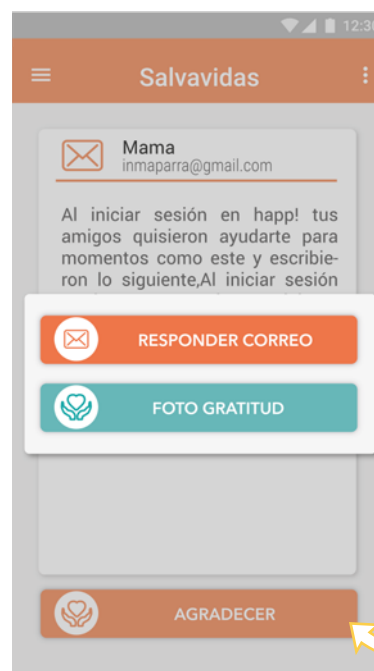 12:30
Salvavidas
Mama
inmaparra@gmail.com
Al iniciar sesión en happ! tus
amigos quisieron ayudarte para
momentos como este y escribie-
ron lo siguiente,Al iniciar sesión
RESPONDER CORREO
FOTO GRATITUD
AGRADECER